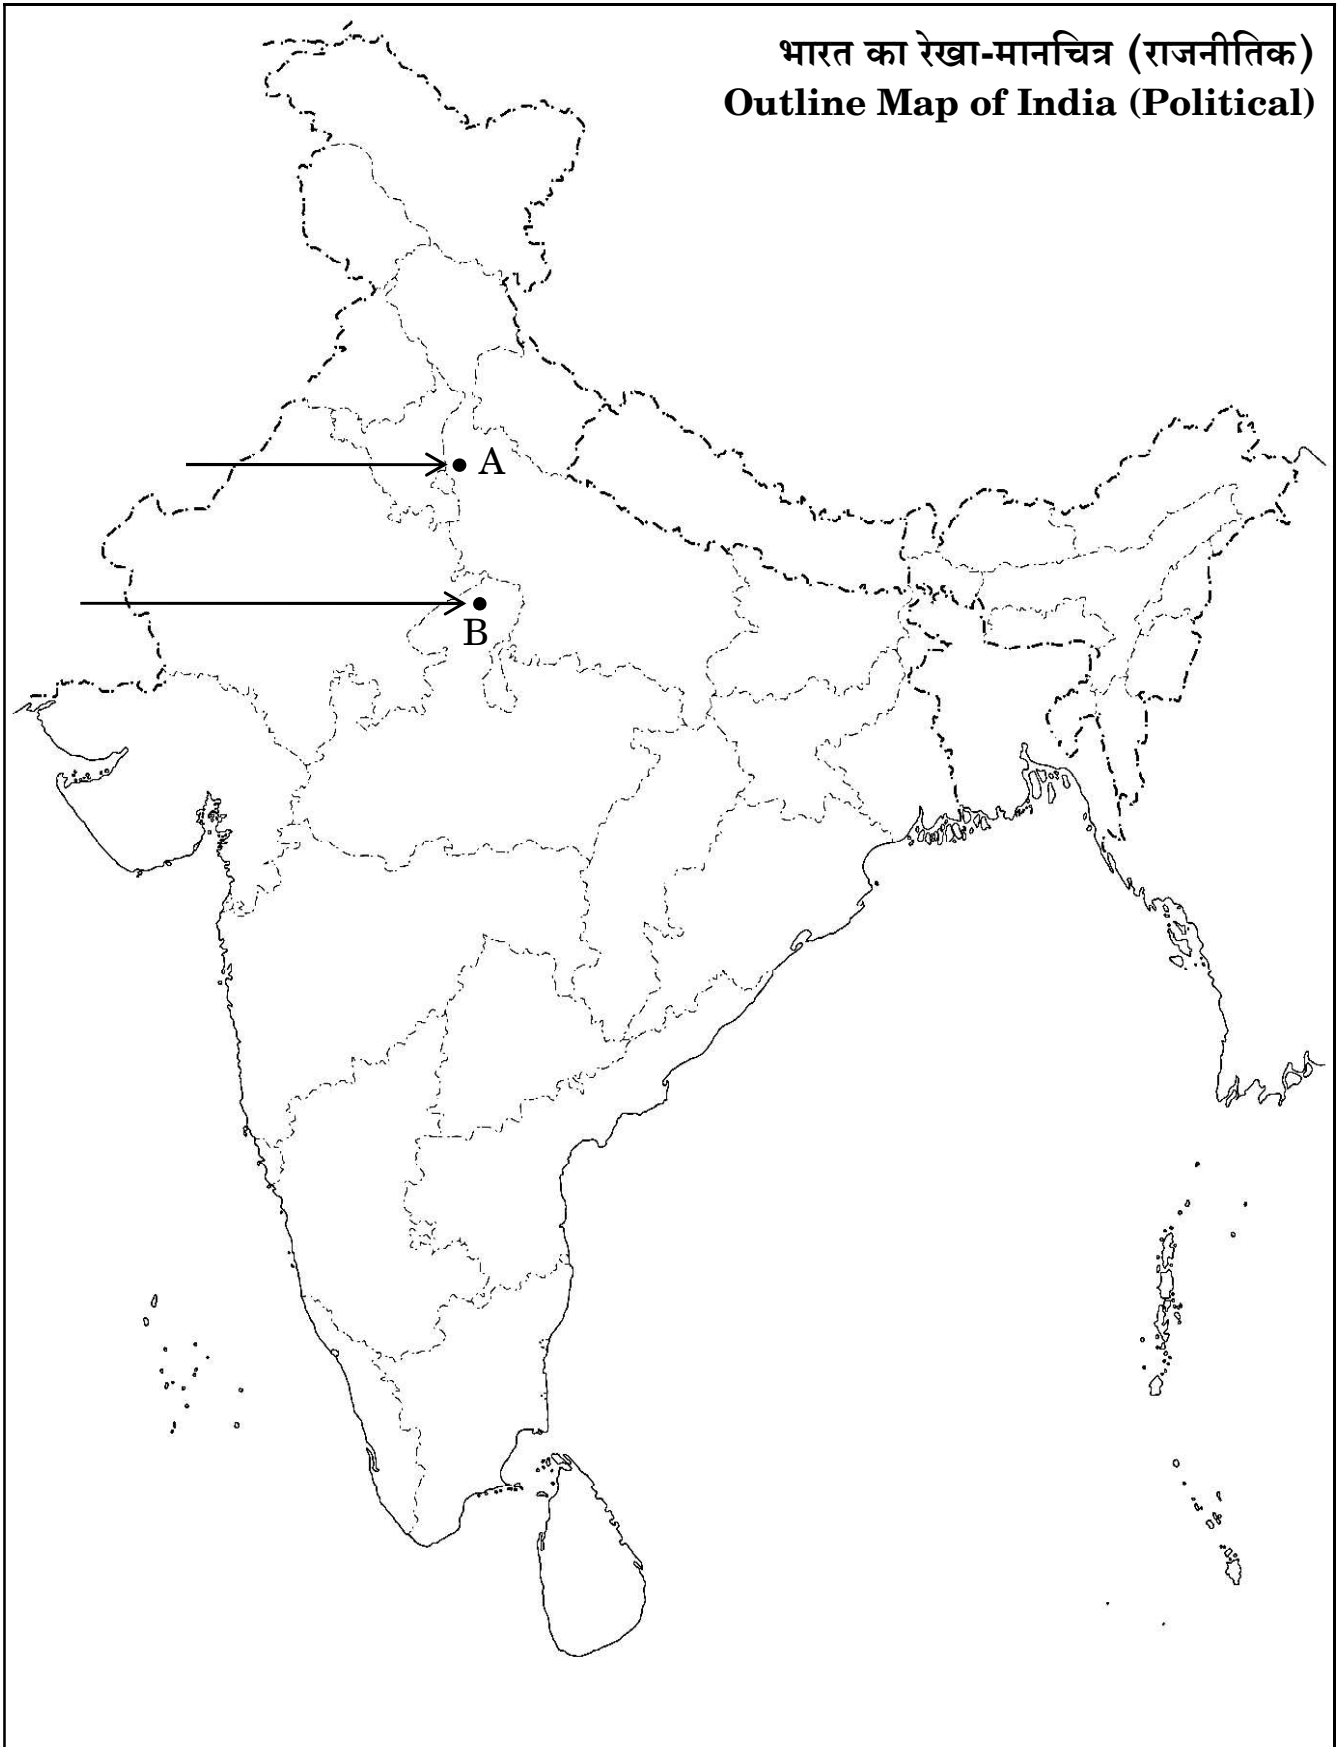 भारत का रेखा-मानचित्र (राजनीतिक)
Outline Map of India (Political)
A
B